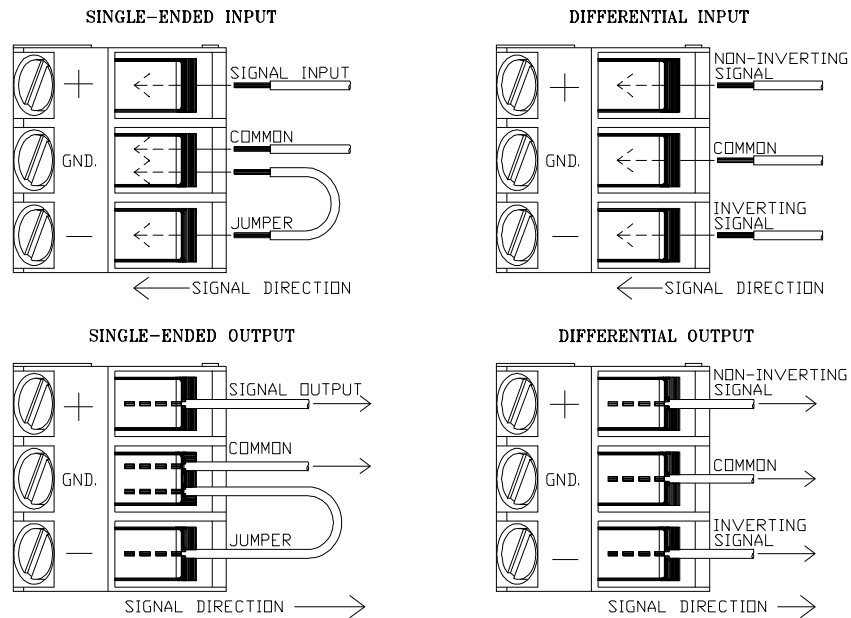 SINGLE-ENDED INPUT
+
SIGNAL INPUT
COMMON
GND.
JUMPER
-
SIGNAL DIRECTION
DIFFERENTIAL INPUT
+
NON-INVERTING
SIGNAL
COMMON
GND.
INVERTING
SIGNAL
-
SIGNAL DIRECTION
SINGLE-ENDED OUTPUT
+
SIGNAL OUTPUT
COMMON
GND.
JUMPER
-
SIGNAL DIRECTION
DIFFERENTIAL OUTPUT
+
NON-INVERTING
SIGNAL
COMMON
GND.
INVERTING
SIGNAL
-
SIGNAL DIRECTION